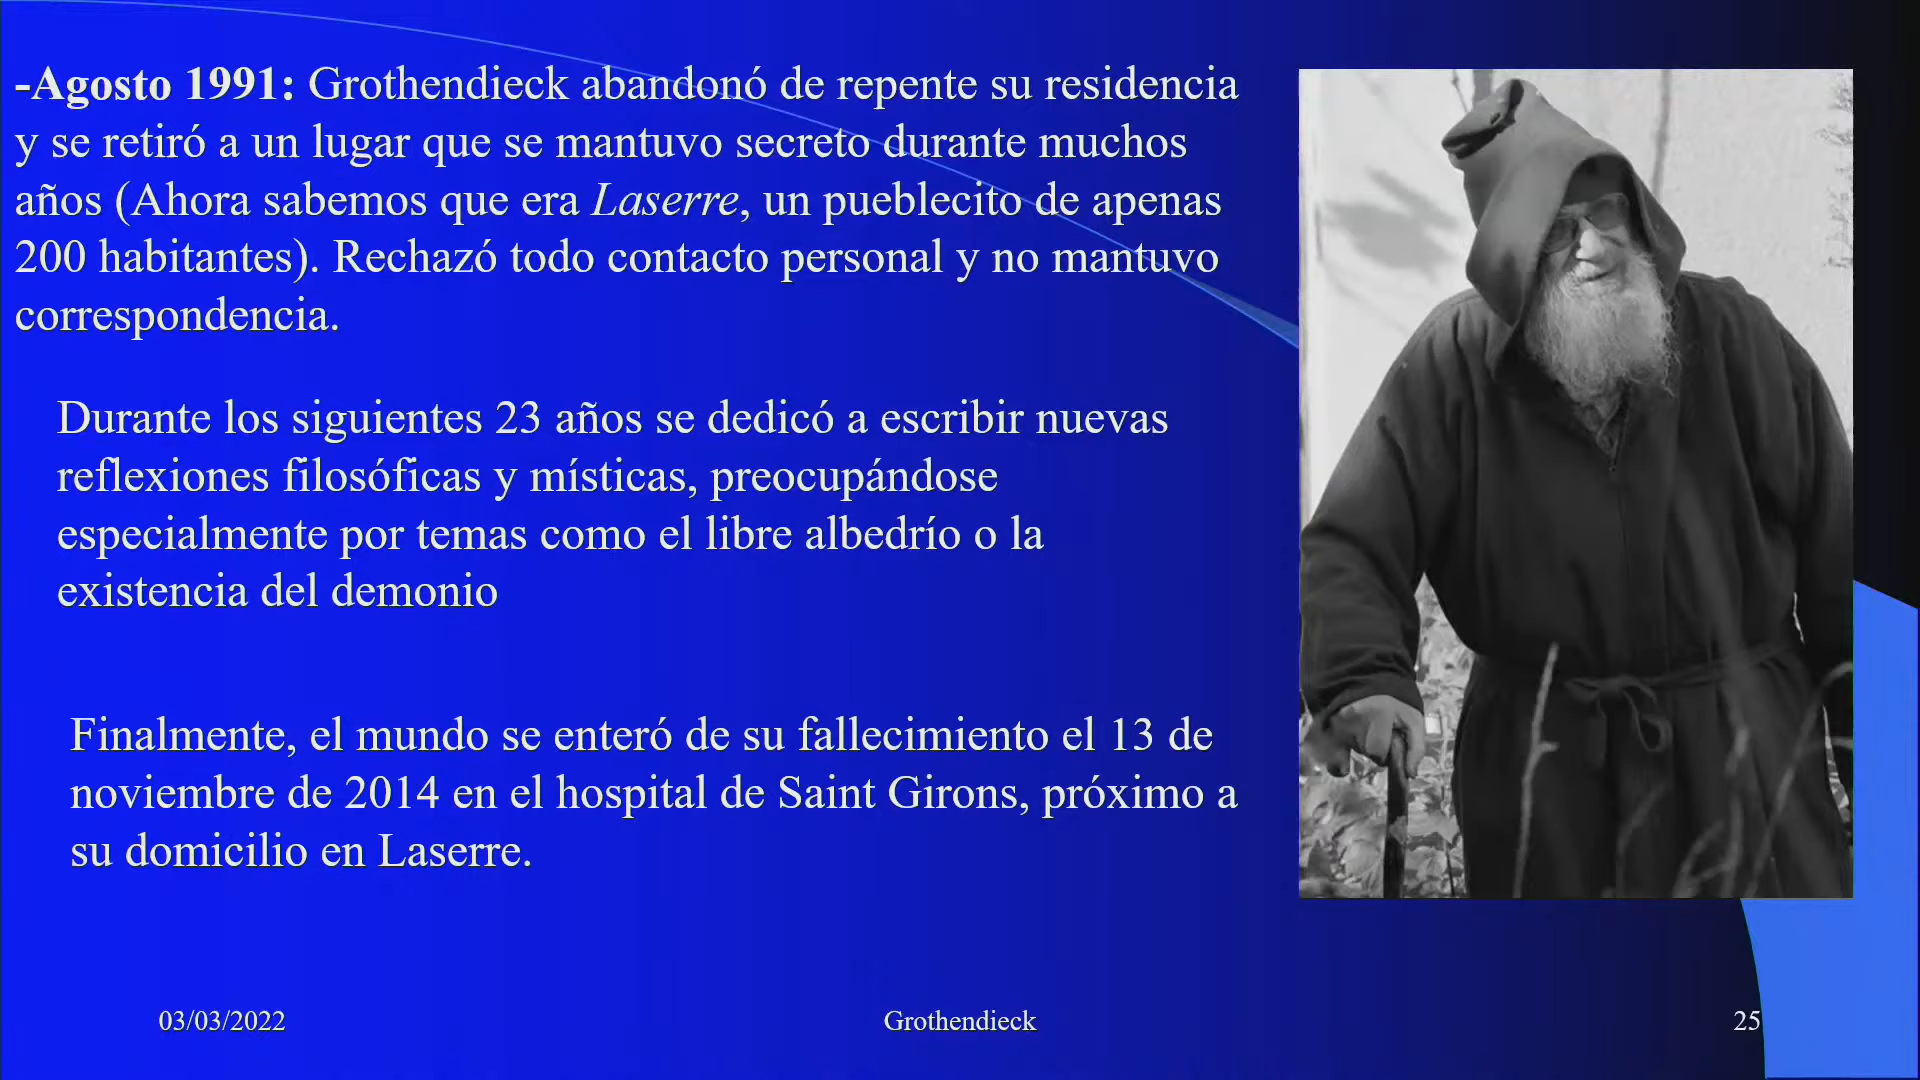 -Agosto 1991: Grothendieck abandonó de repente su residencia
y se retiró a un lugar que se mantuvo secreto durante muchos
años (Ahora sabemos que era Laserre, un pueblecito de apenas
200 habitantes). Rechazó todo contacto personal y no mantuvo
correspondencia.
Durante los siguientes 23 años se dedicó a escribir nuevas
reflexiones filosóficas y místicas, preocupándose
especialmente por temas como el libre albedrío o la
existencia del demonio
Finalmente, el mundo se enteró de su fallecimiento el 13 de
noviembre de 2014 en el hospital de Saint Girons, próximo a
su domicilio en Laserre.
03/03/2022
Grothendieck
25